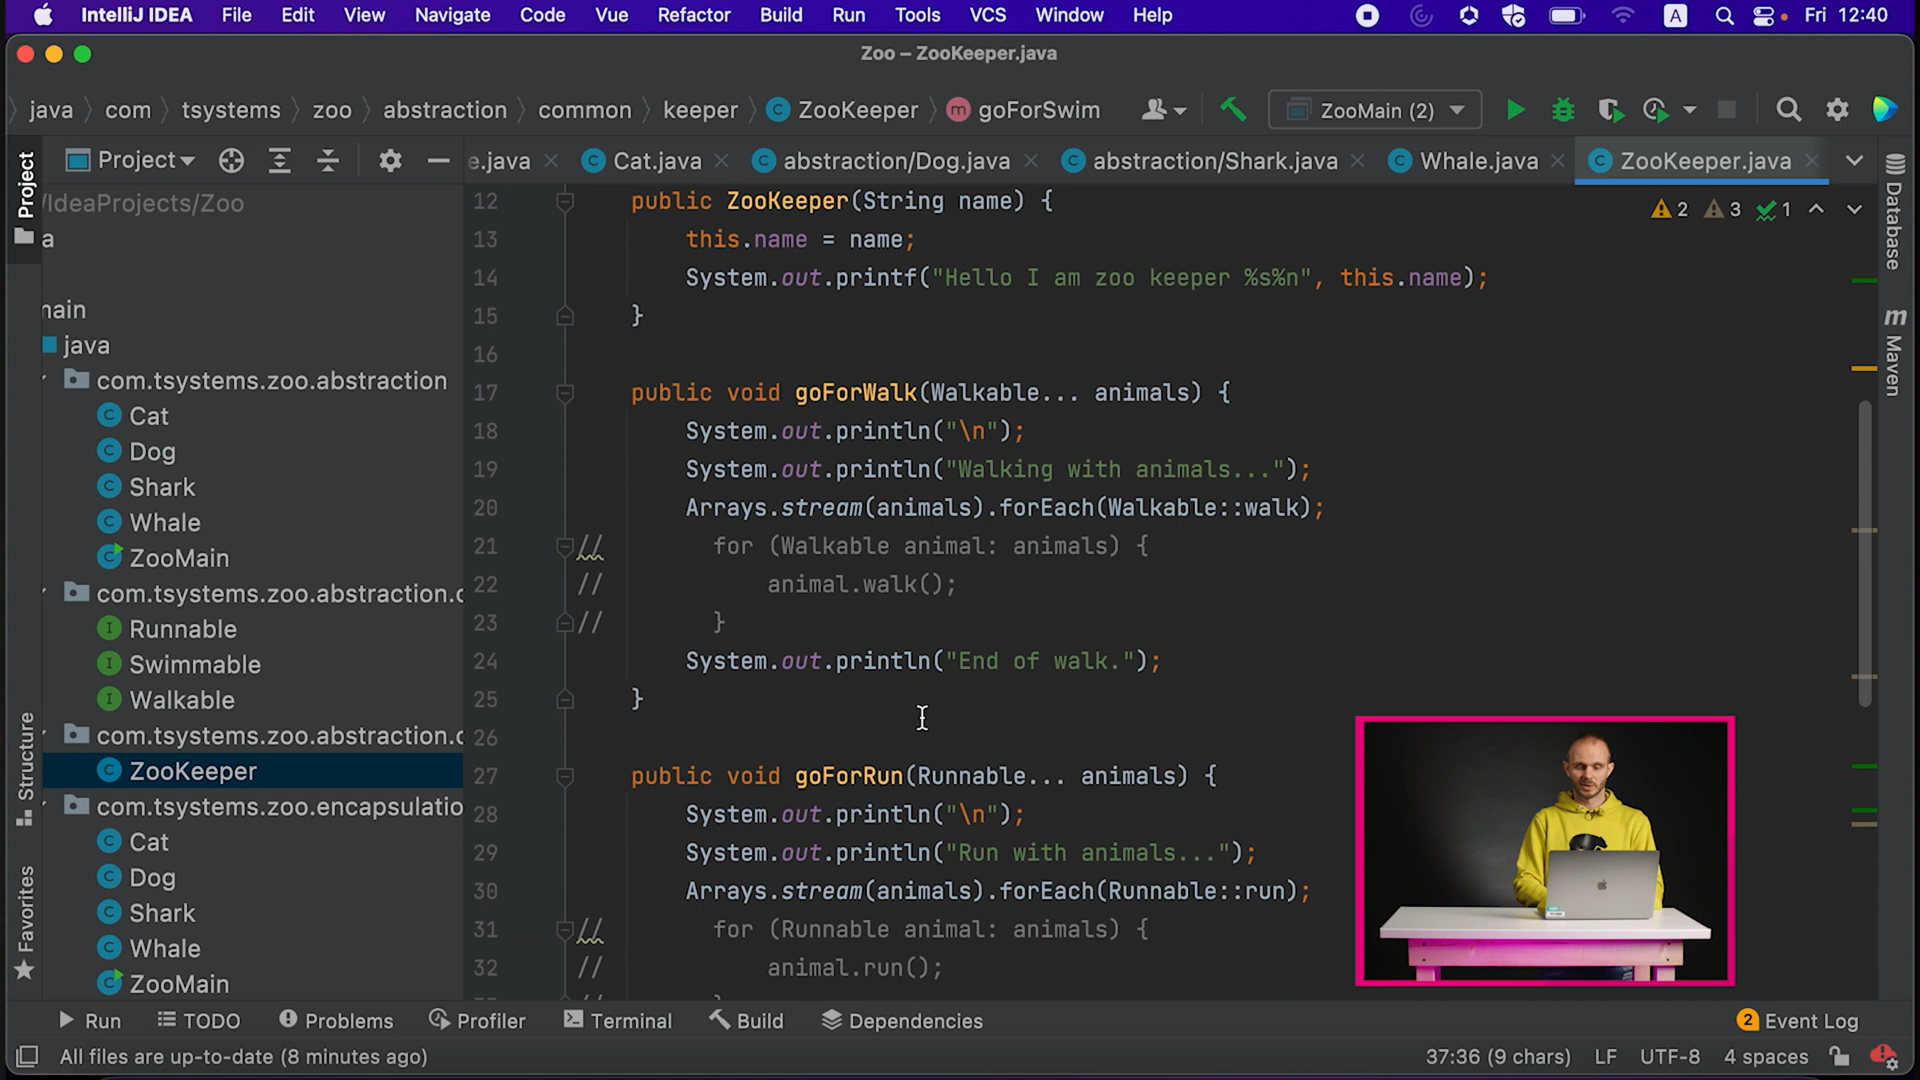 IntelliJ IDEA File Edit View Navigate Code Vue Refactor Build Run Tools VCS Window Help A Fri 12:40
Zoo – ZooKeeper.java
java com tsystems zoo abstraction common keeper ZooKeeper m goForSwim ZooMain (2)
Project e.java Cat.java abstraction/Dog.java abstraction/Shark.java Whale.java ZooKeeper.java
/IdeaProjects/Zoo
a
main
java
com.tsystems.zoo.abstraction
Cat
Dog
Shark
Whale
ZooMain
com.tsystems.zoo.abstraction.c
Runnable
Swimmable
Walkable
com.tsystems.zoo.abstraction.c
ZooKeeper
com.tsystems.zoo.encapsulatio
Cat
Dog
Shark
Whale
ZooMain
Project
Structure
Favorites
2 3 1
12 public ZooKeeper(String name) {
13 this.name = name;
14 System.out.printf("Hello I am zoo keeper %s%n", this.name);
15 }
16
17 public void goForWalk(Walkable... animals) {
18 System.out.println("\n");
19 System.out.println("Walking with animals...");
20 Arrays.stream(animals).forEach(Walkable::walk);
21 // for (Walkable animal: animals) {
22 // animal.walk();
23 // }
24 System.out.println("End of walk.");
25 }
26
27 public void goForRun(Runnable... animals) {
28 System.out.println("\n");
29 System.out.println("Run with animals...");
30 Arrays.stream(animals).forEach(Runnable::run);
31 // for (Runnable animal: animals) {
32 // animal.run();
Database
m Maven
Run TODO Problems Profiler Terminal Build Dependencies 2 Event Log
All files are up-to-date (8 minutes ago) 37:36 (9 chars) LF UTF-8 4 spaces